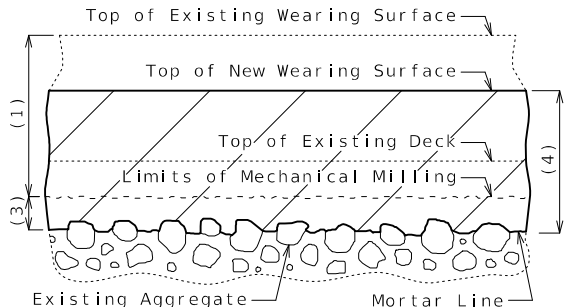 Top of Existing Wearing Surface
Top of New Wearing Surface
(1)
Top of Existing Deck
(4)
Limits of Mechanical Milling
(3)
Existing Aggregate
Mortar Line